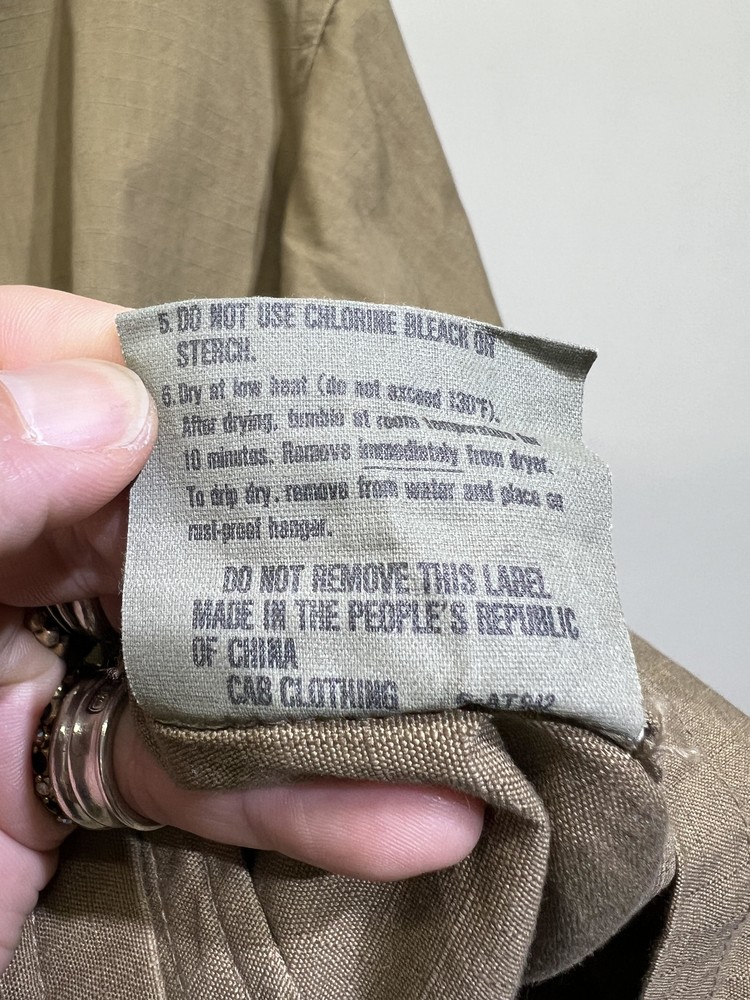 5. DO NOT USE CHLORINE BLEACH OR
STERCH.
6. Dry at low heat (do not exceed 130°F).
After drying, tumble at room temperature for
10 minutes. Remove immediately from dryer.
To drip dry, remove from water and place on
rust-proof hanger.
DO NOT REMOVE THIS LABEL
MADE IN THE PEOPLE'S REPUBLIC
OF CHINA
CAB CLOTHING